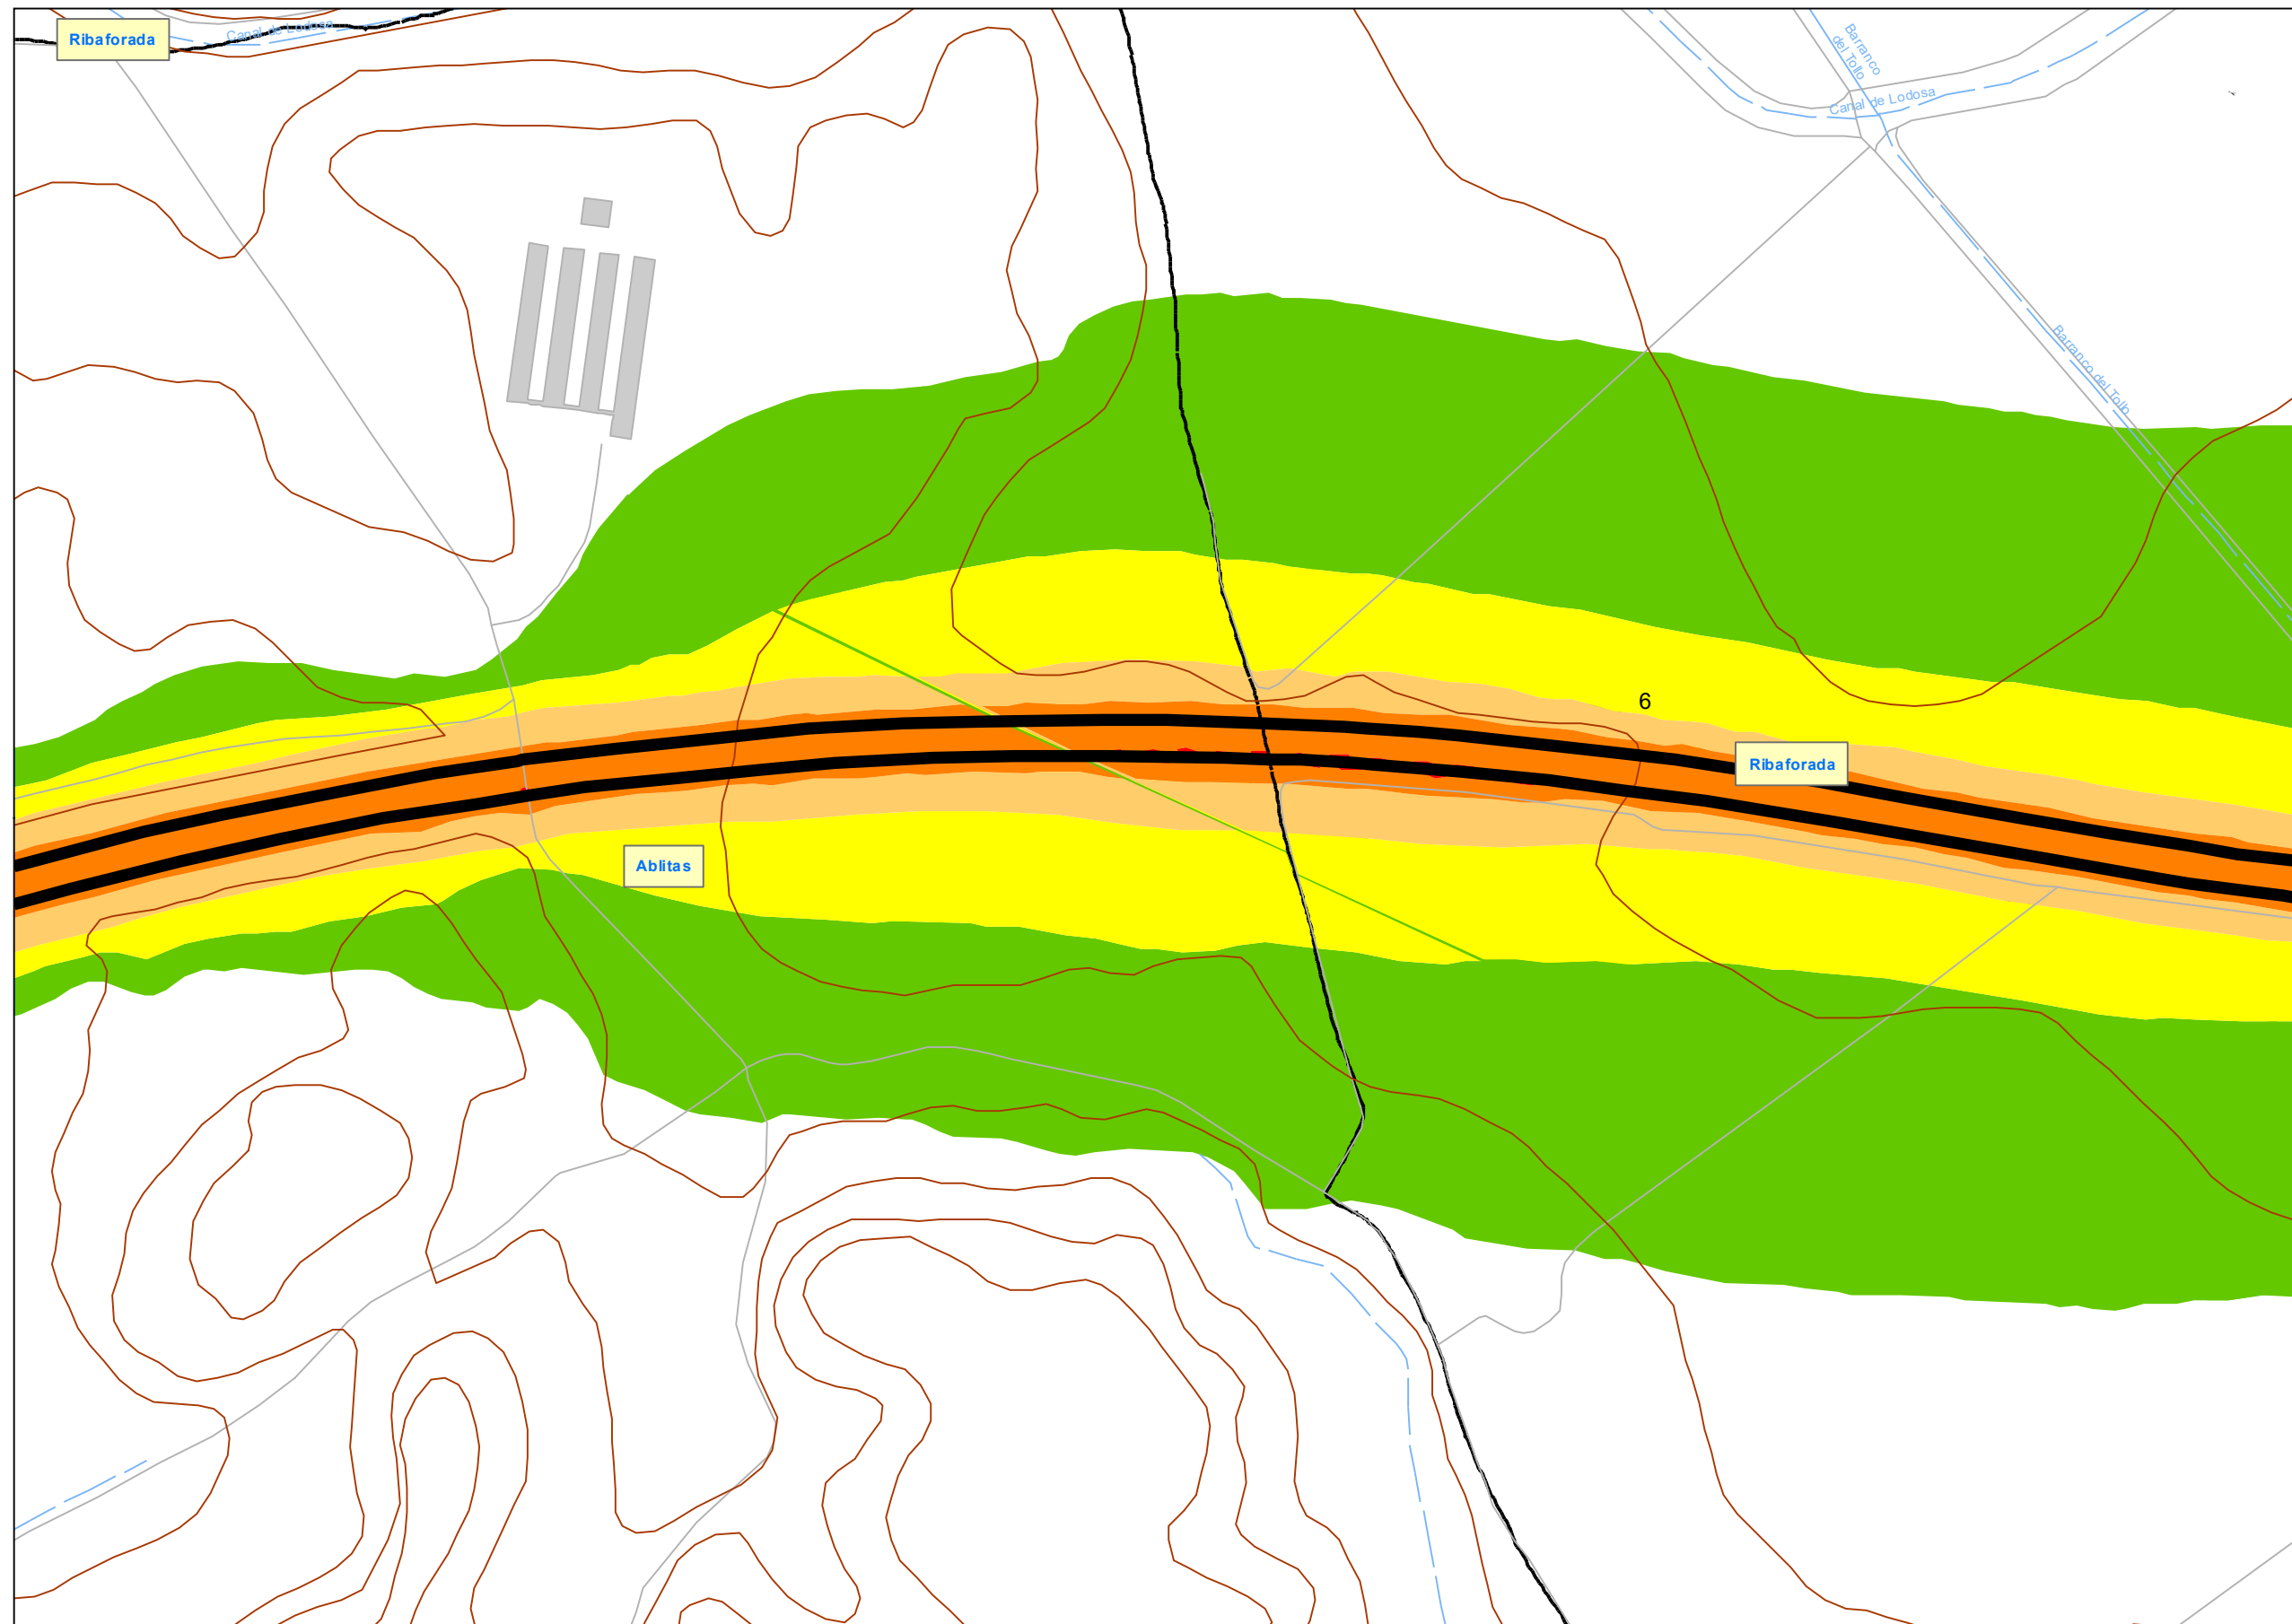 Ribaforada
Canal de Lodosa
Barranco
del Tollo
Canal de Lodosa
Barranco del Tollo
6
Ribaforada
Ablitas